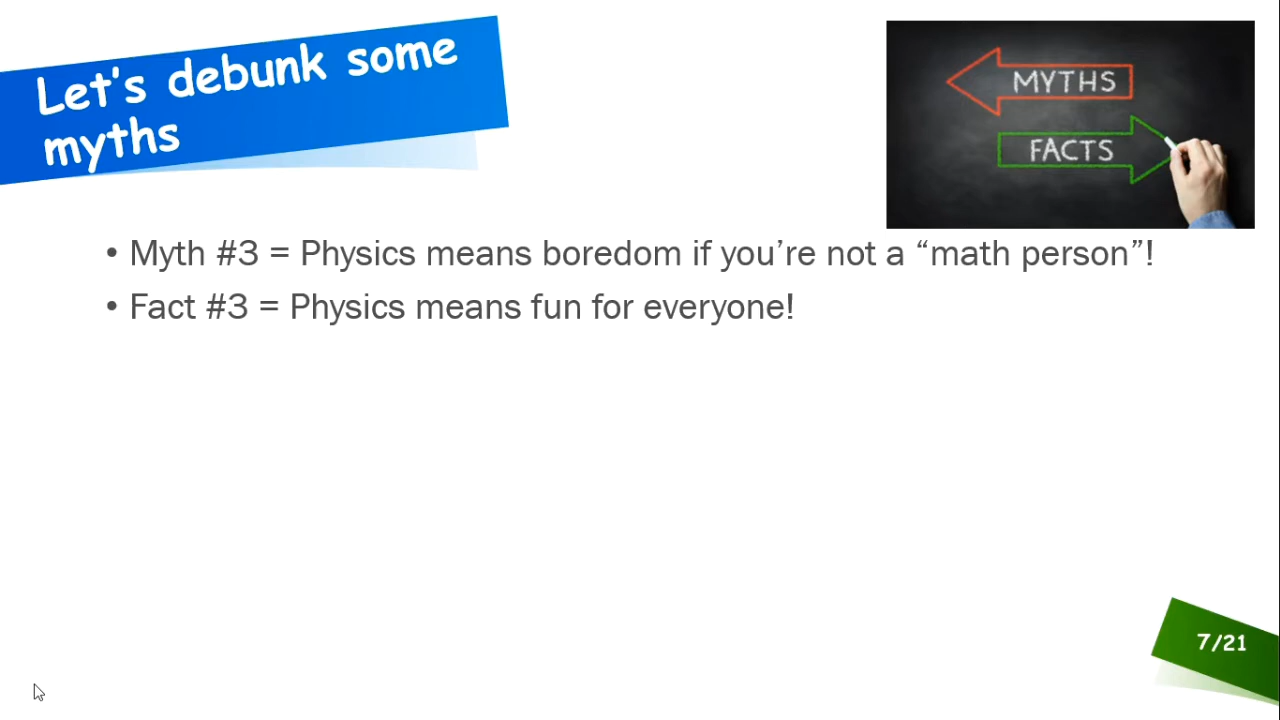 Let's debunk some
myths
MYTHS
FACTS
• Myth #3 = Physics means boredom if you’re not a “math person”!
• Fact #3 = Physics means fun for everyone!
7/21